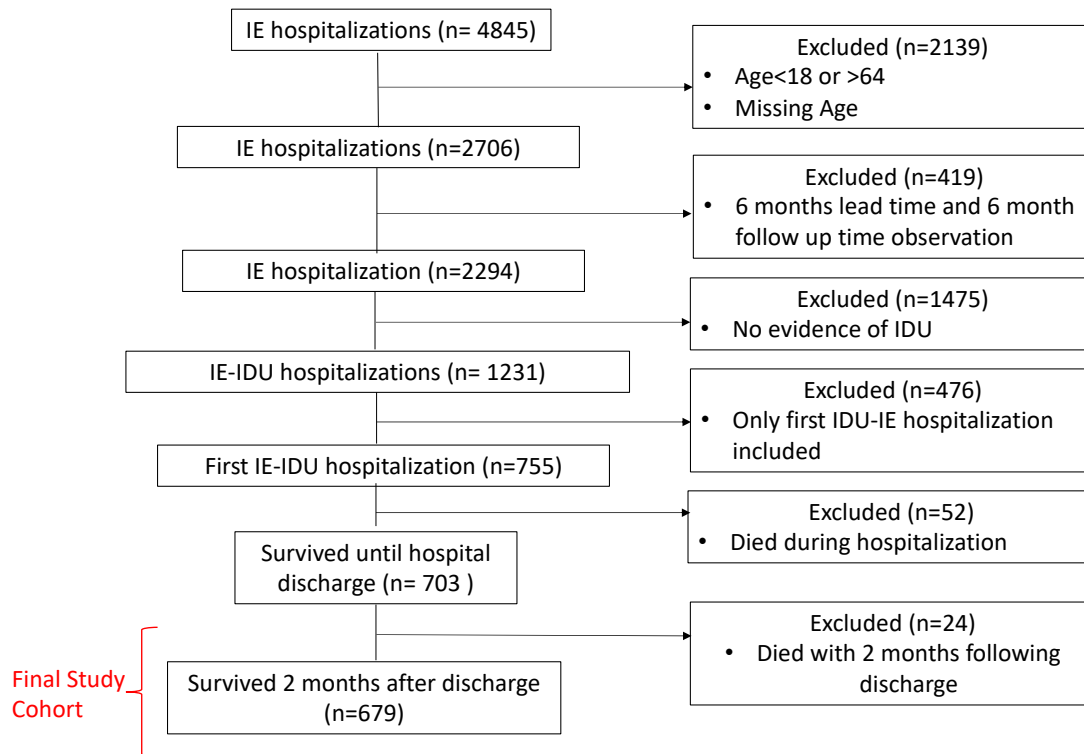 IE hospitalizations (n= 4845)
Excluded (n=2139)
• Age<18 or >64
• Missing Age
IE hospitalizations (n=2706)
Excluded (n=419)
• 6 months lead time and 6 month
follow up time observation
IE hospitalization (n=2294)
Excluded (n=1475)
• No evidence of IDU
IE-IDU hospitalizations (n= 1231)
Excluded (n=476)
• Only first IDU-IE hospitalization
included
First IE-IDU hospitalization (n=755)
Excluded (n=52)
• Died during hospitalization
Survived until hospital
discharge (n= 703 )
Excluded (n=24)
• Died with 2 months following
discharge
Final Study
Cohort
Survived 2 months after discharge
(n=679)